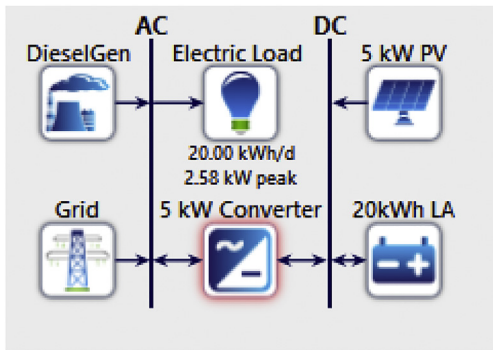 AC
DC
DieselGen
Electric Load
5 kW PV
20.00 kWh/d
2.58 kW peak
Grid
5 kW Converter
20kWh LA